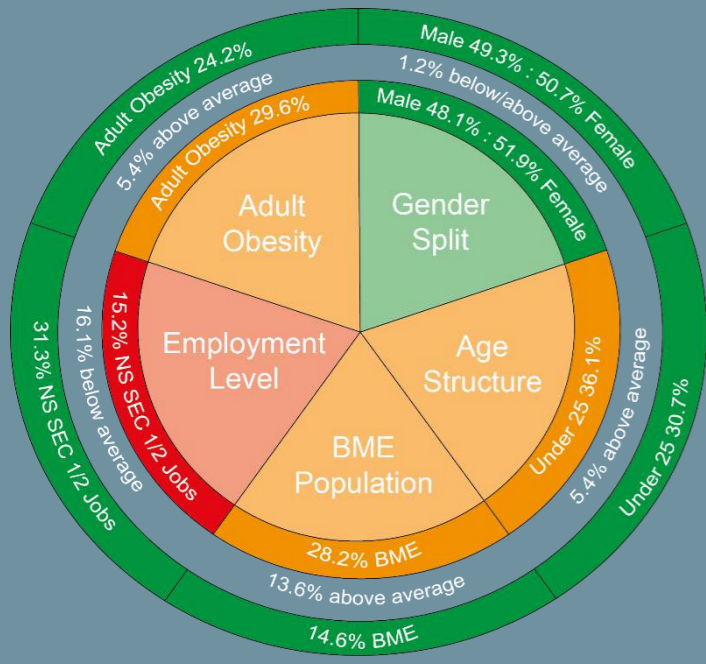 Adult Obesity 24.2%
5.4% above average
Adult Obesity 29.6%
Adult
Obesity
Male 49.3% : 50.7% Female
1.2% below/above average
Male 48.1% : 51.9% Female
Gender
Split
Under 25 30.7%
5.4% above average
Under 25 36.1%
Age
Structure
BME
Population
28.2% BME
13.6% above average
14.6% BME
Employment
Level
15.2% NS SEC 1/2 Jobs
16.1% below average
31.3% NS SEC 1/2 Jobs